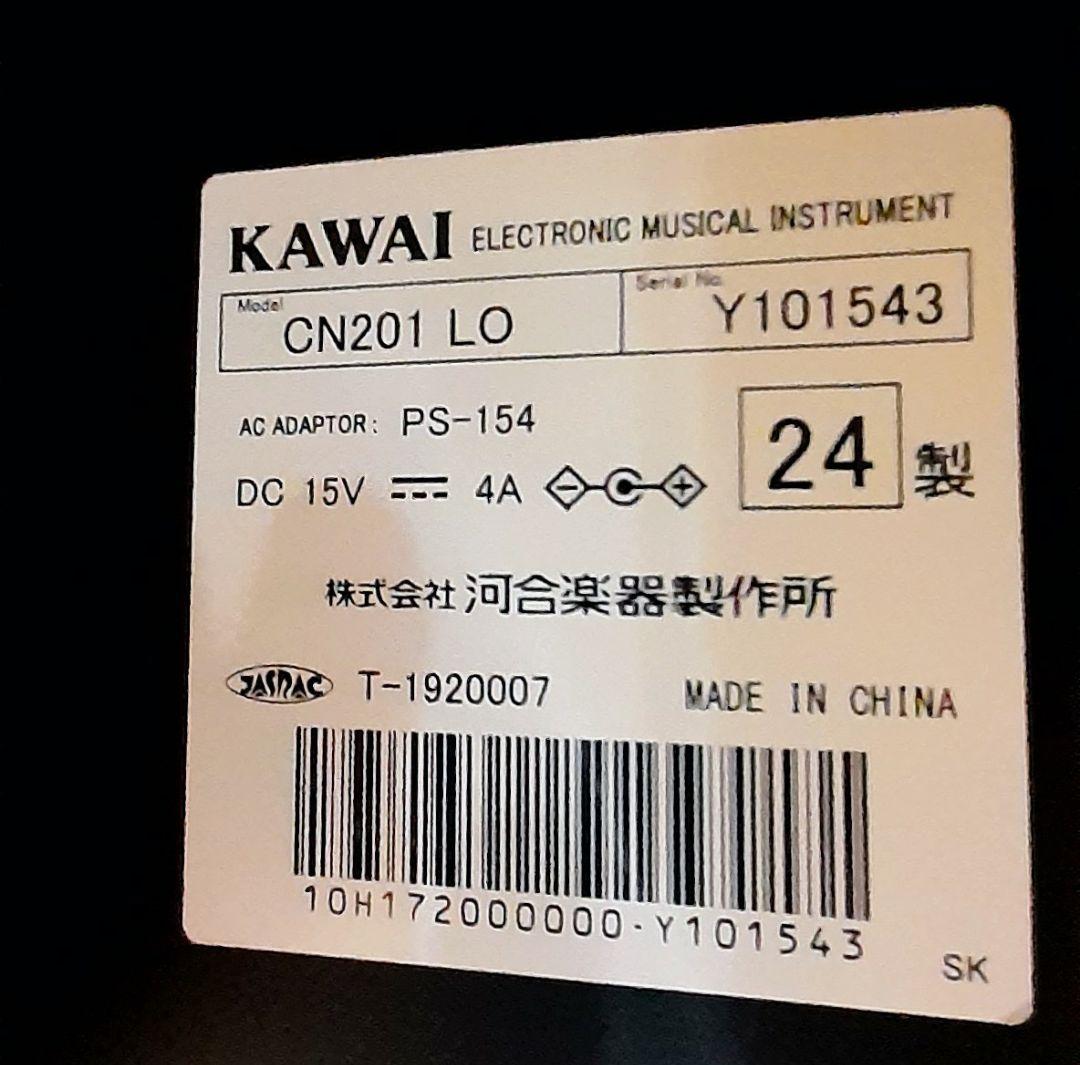 KAWAI ELECTRONIC MUSICAL INSTRUMENT
Model CN201 LO Serial No. Y101543
AC ADAPTOR: PS-154
DC 15V 4A - + 24 製
株式会社 河合楽器製作所
JASRAC T-1920007 MADE IN CHINA
10H172000000-Y101543
SK